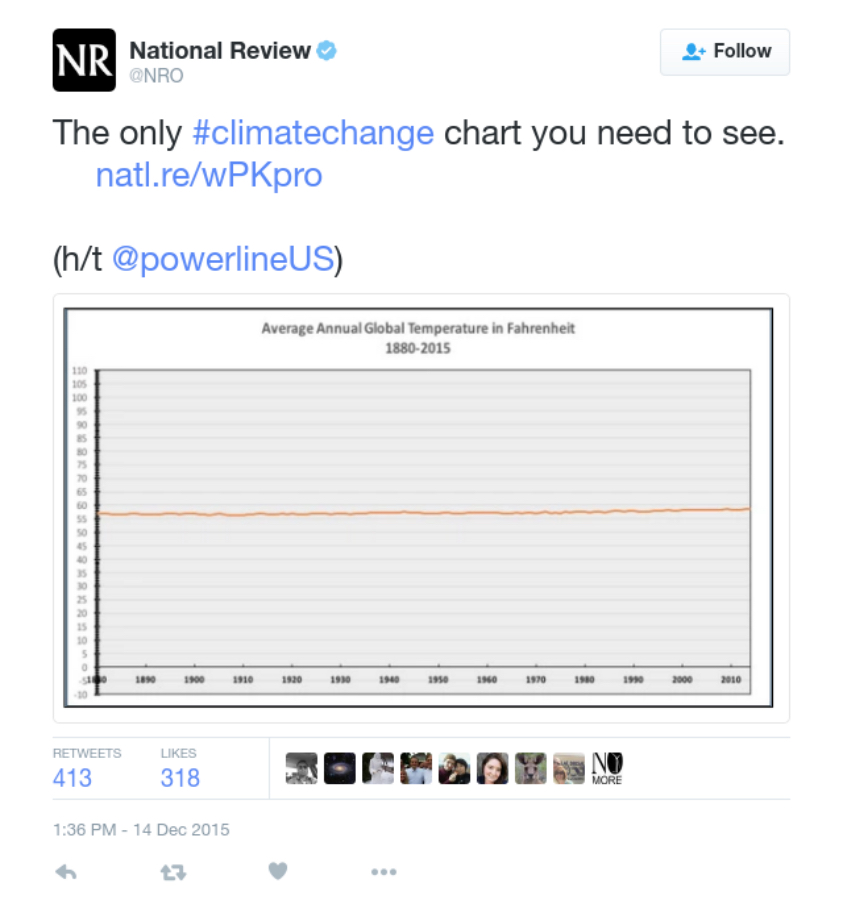 NR
National Review
@NRO
Follow
The only #climatechange chart you need to see.
natl.re/wPKpro
(h/t @powerlineUS)
Average Annual Global Temperature in Fahrenheit
1880-2015
110
105
100
95
90
85
80
75
70
65
60
55
50
45
40
35
30
25
20
15
10
5
0
-5
-10
1880 1890 1900 1910 1920 1930 1940 1950 1960 1970 1980 1990 2000 2010
RETWEETS LIKES
413 318
NO
MORE
1:36 PM - 14 Dec 2015